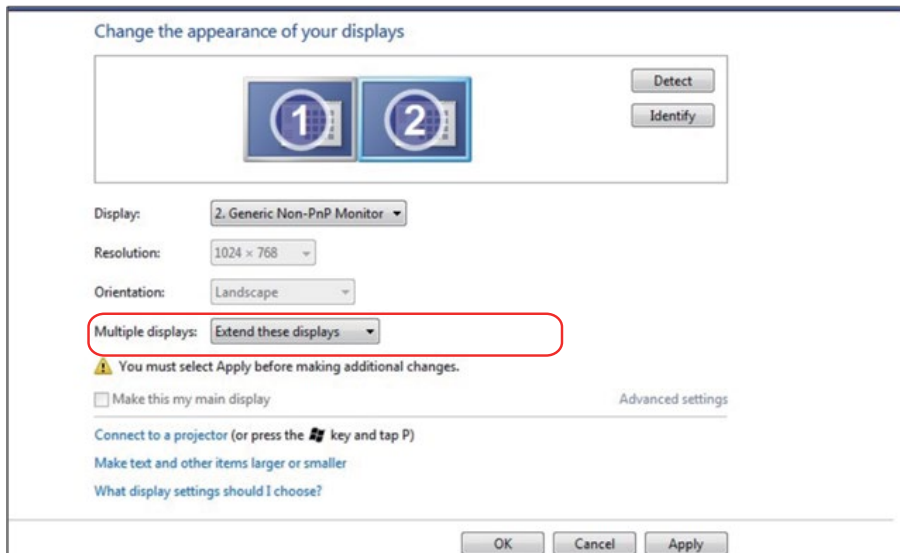 Change the appearance of your displays
1 2
Detect
Identify
Display: 2. Generic Non-PnP Monitor
Resolution: 1024 × 768
Orientation: Landscape
Multiple displays: Extend these displays
You must select Apply before making additional changes.
Make this my main display Advanced settings
Connect to a projector (or press the key and tap P)
Make text and other items larger or smaller
What display settings should I choose?
OK Cancel Apply